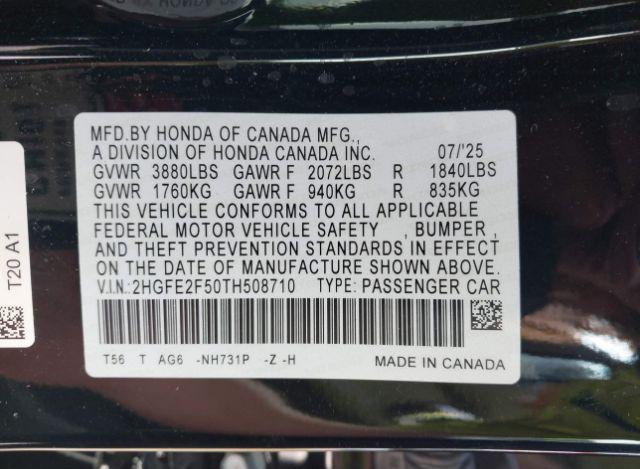 MFD.BY HONDA OF CANADA MFG.,
A DIVISION OF HONDA CANADA INC. 07/'25
GVWR 3880LBS GAWR F 2072LBS R 1840LBS
GVWR 1760KG GAWR F 940KG R 835KG
THIS VEHICLE CONFORMS TO ALL APPLICABLE
FEDERAL MOTOR VEHICLE SAFETY , BUMPER ,
AND THEFT PREVENTION STANDARDS IN EFFECT
ON THE DATE OF MANUFACTURE SHOWN ABOVE.
V.I.N.:2HGFE2F50TH508710 TYPE: PASSENGER CAR
T56 T AG6 -NH731P -Z -H
MADE IN CANADA
T20 A1